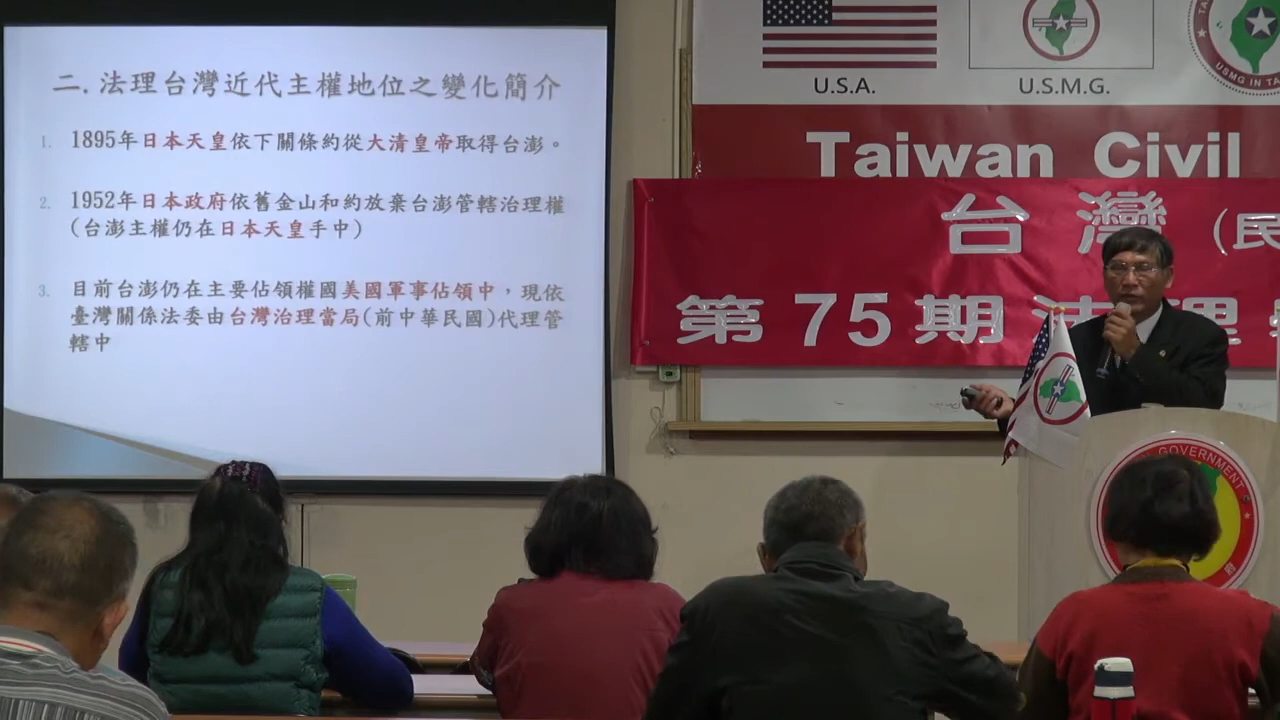 二.法理台灣近代主權地位之變化簡介
1. 1895年日本天皇依下關條約從大清皇帝取得台澎。
2. 1952年日本政府依舊金山和約放棄台澎管轄治理權
(台澎主權仍在日本天皇手中)
3. 目前台澎仍在主要佔領權國美國軍事佔領中，現依
臺灣關係法委由台灣治理當局(前中華民國)代理管
轄中
U.S.A.
U.S.M.G.
USMG IN TA
Taiwan Civil
台灣(民
第75期法理
GOVERNMENT